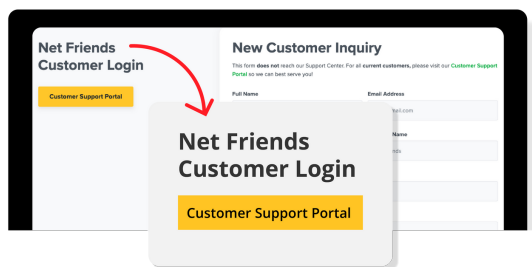 Net Friends
Customer Login
Customer Support Portal
New Customer Inquiry
This form does not reach our Support Center. For all current customers, please visit our Customer Support
Portal so we can best serve you!
Full Name
Email Address
Name
Net Friends
Customer Login
Customer Support Portal